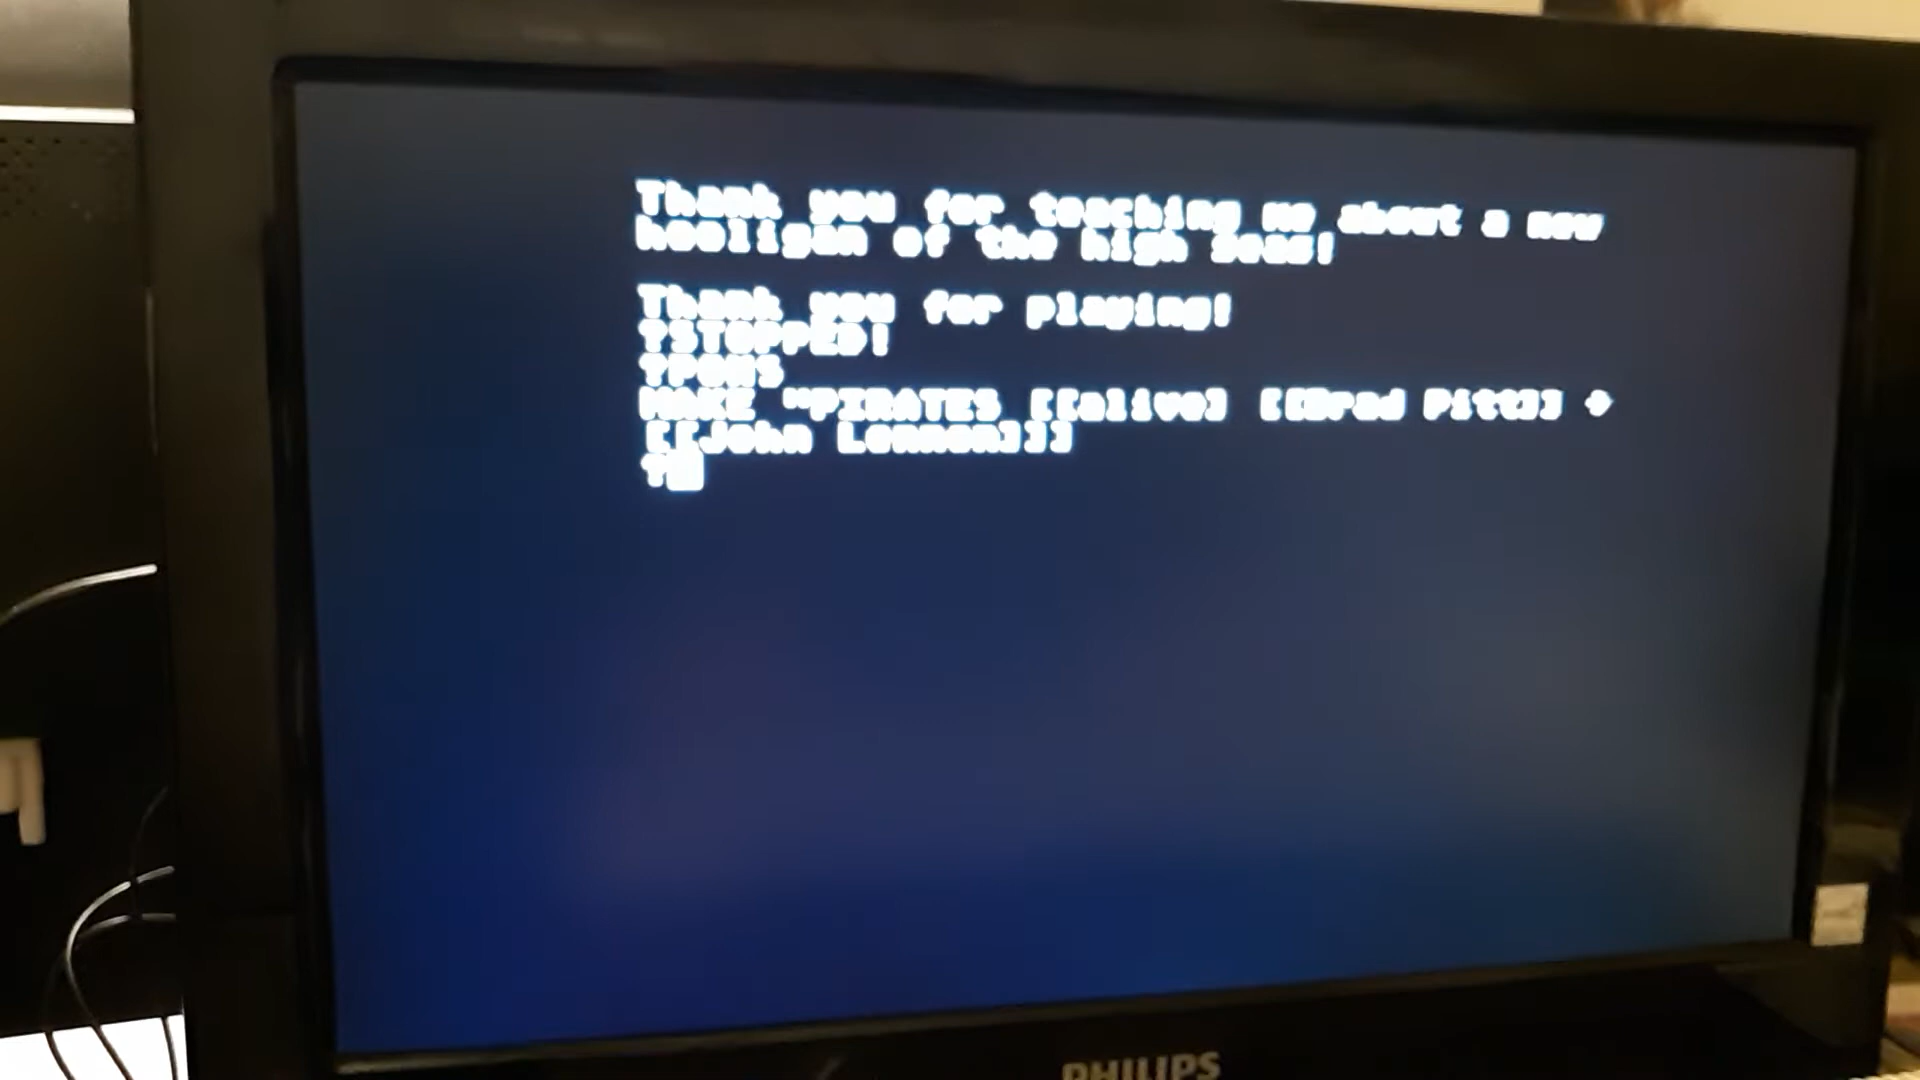 Thank you for teaching me about a new
hooligan of the high Seas!
Thank you for playing!
?STOPPED!
?PONS
MAKE "PIRATES [[alive] [[Brad Pitt]] →
[[John Lennon]]]
?
PHILIPS